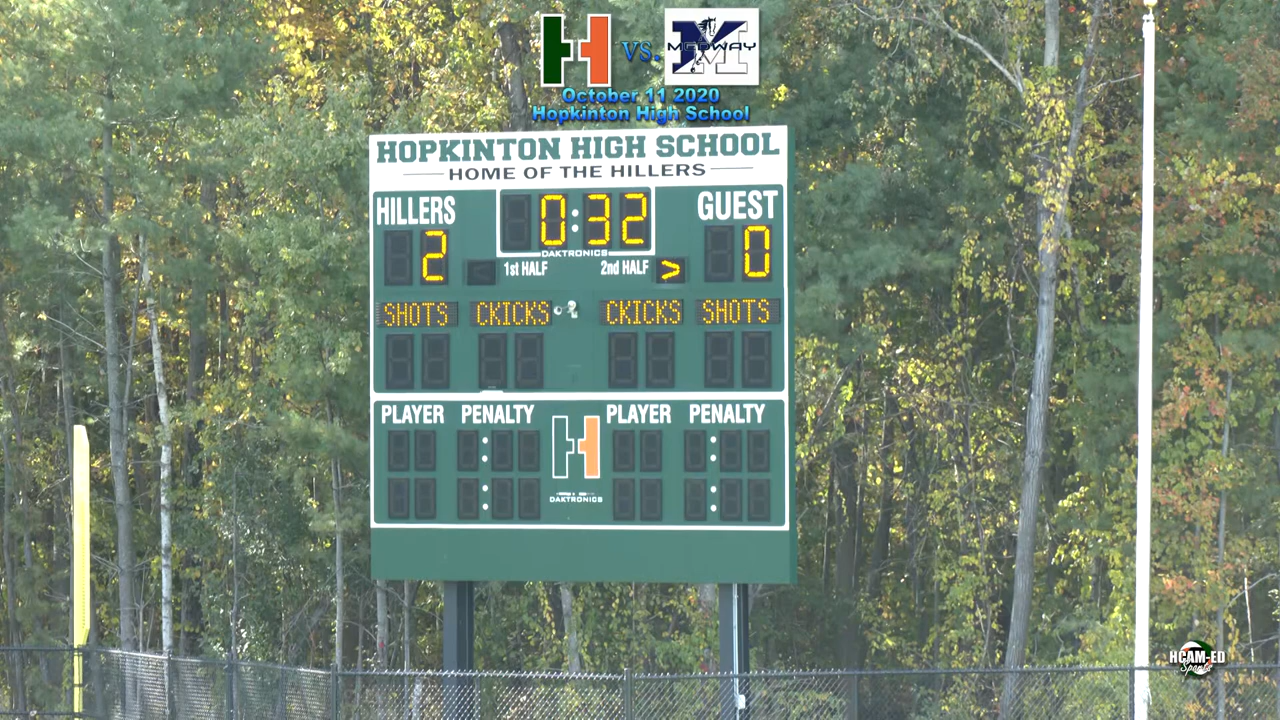 H vs. MEDWAY M
October 11 2020
Hopkinton High School
HOPKINTON HIGH SCHOOL
HOME OF THE HILLERS
HILLERS 0:32 GUEST
DAKTRONICS
2 0
1st HALF 2nd HALF >
SHOTS CKICKS CKICKS SHOTS
PLAYER PENALTY PLAYER PENALTY
H
DAKTRONICS
HCAM-ED
Sports